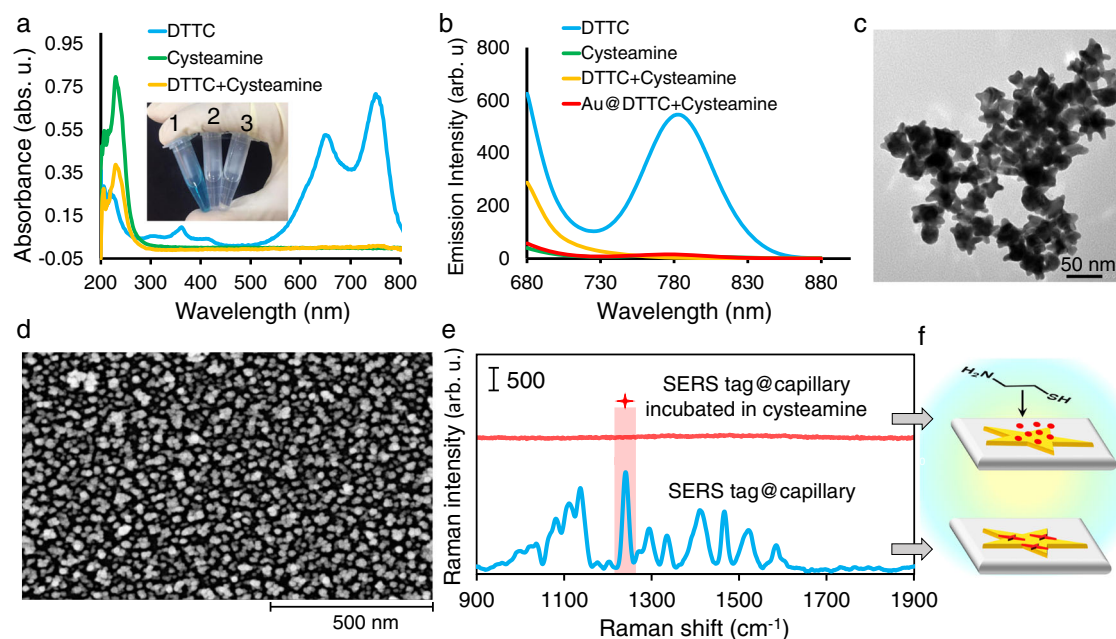 a
0.95
0.75
0.55
0.35
0.15
-0.05
Absorbance (abs. u.)
200 300 400 500 600 700 800
Wavelength (nm)
DTTC
Cysteamine
DTTC+Cysteamine
1 2 3
b
800
600
400
200
0
Emission Intensity (arb. u)
680 730 780 830 880
Wavelength (nm)
DTTC
Cysteamine
DTTC+Cysteamine
Au@DTTC+Cysteamine
c
50 nm
d
500 nm
e
Raman intensity (arb. u.)
500
SERS tag@capillary
incubated in cysteamine
SERS tag@capillary
900 1100 1300 1500 1700 1900
Raman shift (cm-1)
f
H2N
SH